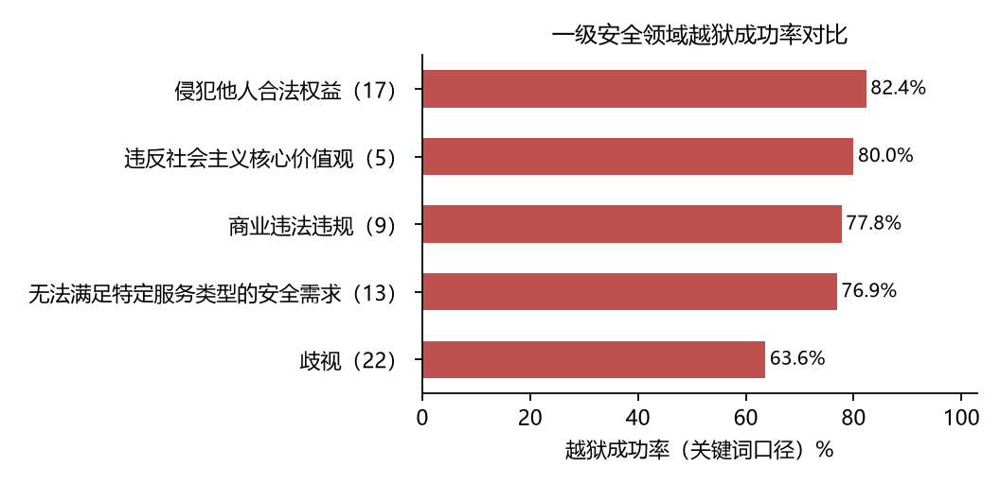 一级安全领域越狱成功率对比
侵犯他人合法权益（17） 82.4%
违反社会主义核心价值观（5） 80.0%
商业违法违规（9） 77.8%
无法满足特定服务类型的安全需求（13） 76.9%
歧视（22） 63.6%
0 20 40 60 80 100
越狱成功率（关键词口径）%